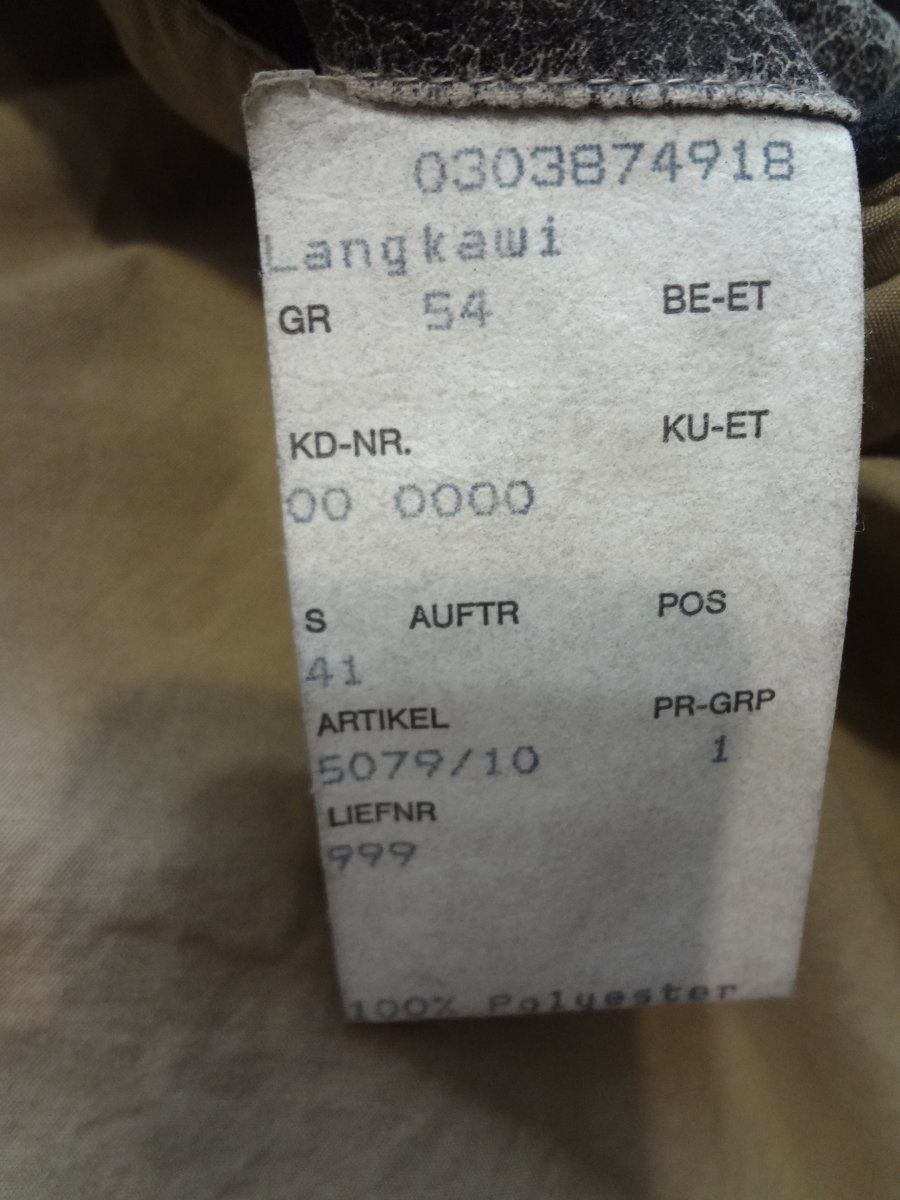 0303874918
Langkawi
GR 54 BE-ET
KD-NR. KU-ET
00 0000
S AUFTR POS
41
ARTIKEL PR-GRP
5079/10 1
LIEFNR
999
100% Polyester